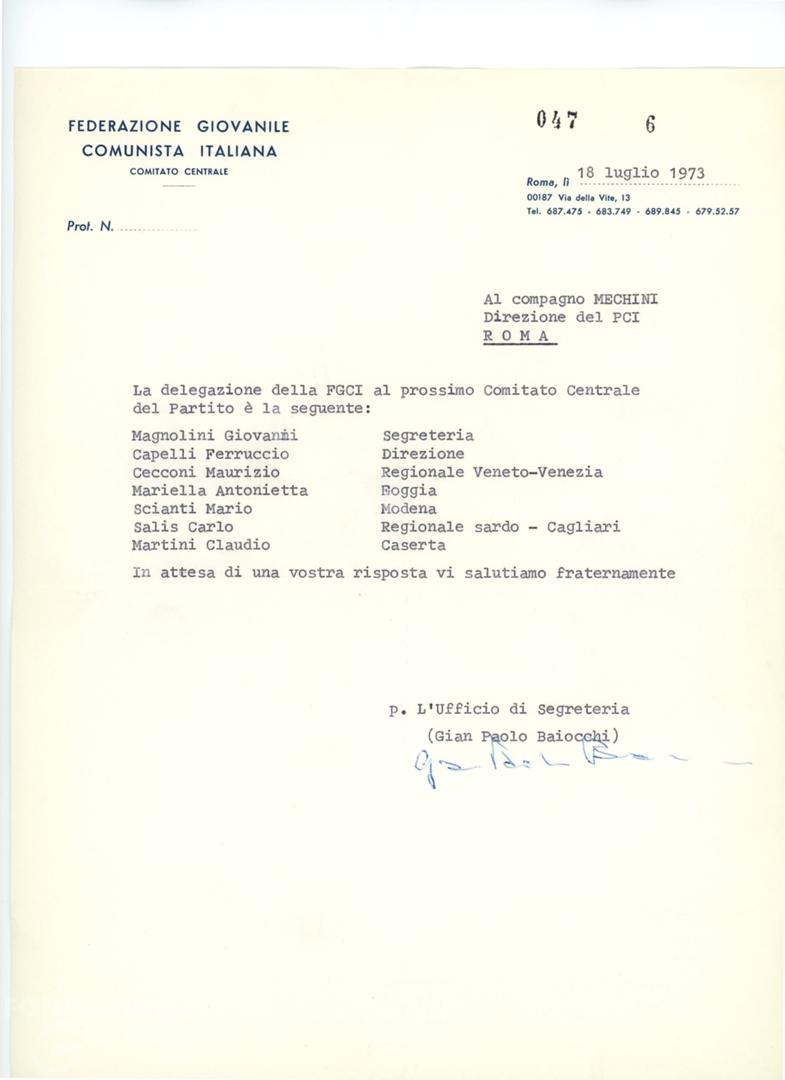 FEDERAZIONE GIOVANILE
COMUNISTA ITALIANA
COMITATO CENTRALE
Prot. N.
047 6
Roma, lì 18 luglio 1973
00187 Via della Vite, 13
Tel. 687.475 - 683.749 - 689.845 - 679.52.57
Al compagno MECHINI
Direzione del PCI
R O M A
La delegazione della FGCI al prossimo Comitato Centrale
del Partito è la seguente:
Magnolini Giovanni Segreteria
Capelli Ferruccio Direzione
Cecconi Maurizio Regionale Veneto-Venezia
Mariella Antonietta Foggia
Scianti Mario Modena
Salis Carlo Regionale sardo - Cagliari
Martini Claudio Caserta
In attesa di una vostra risposta vi salutiamo fraternamente
p. L'Ufficio di Segreteria
(Gian Paolo Baiocchi)